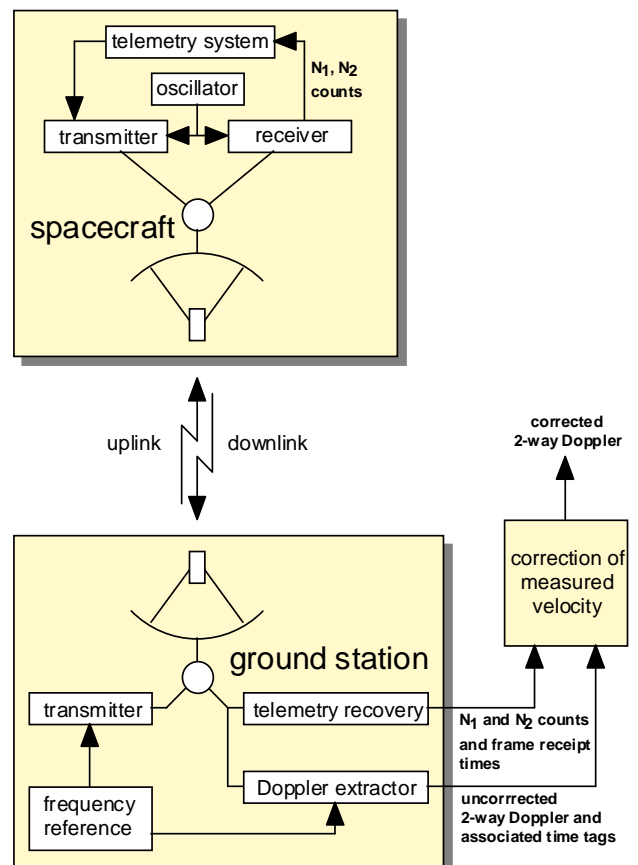 telemetry system
N1, N2
counts
oscillator
transmitter
receiver
spacecraft
uplink
downlink
corrected
2-way Doppler
correction of
measured
velocity
ground station
transmitter
telemetry recovery
N1 and N2 counts
and frame receipt
times
Doppler extractor
frequency
reference
uncorrrected
2-way Doppler and
associated time tags